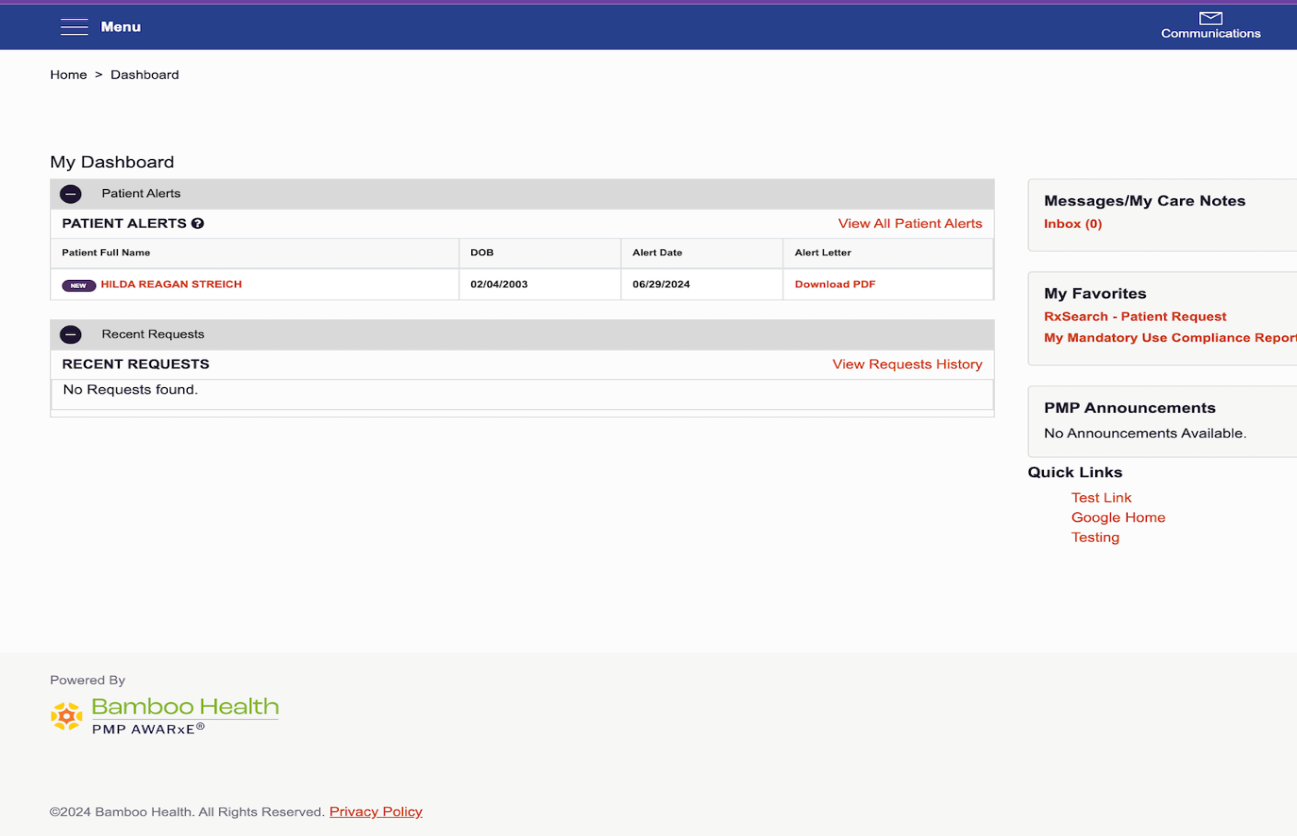 Menu
Communications
Home > Dashboard
My Dashboard
Patient Alerts
PATIENT ALERTS ?
View All Patient Alerts
Patient Full Name
DOB
Alert Date
Alert Letter
NEW HILDA REAGAN STREICH
02/04/2003
06/29/2024
Download PDF
Recent Requests
RECENT REQUESTS
View Requests History
No Requests found.
Messages/My Care Notes
Inbox (0)
My Favorites
RxSearch - Patient Request
My Mandatory Use Compliance Report
PMP Announcements
No Announcements Available.
Quick Links
Test Link
Google Home
Testing
Powered By
Bamboo Health
PMP AWARxE®
©2024 Bamboo Health. All Rights Reserved. Privacy Policy